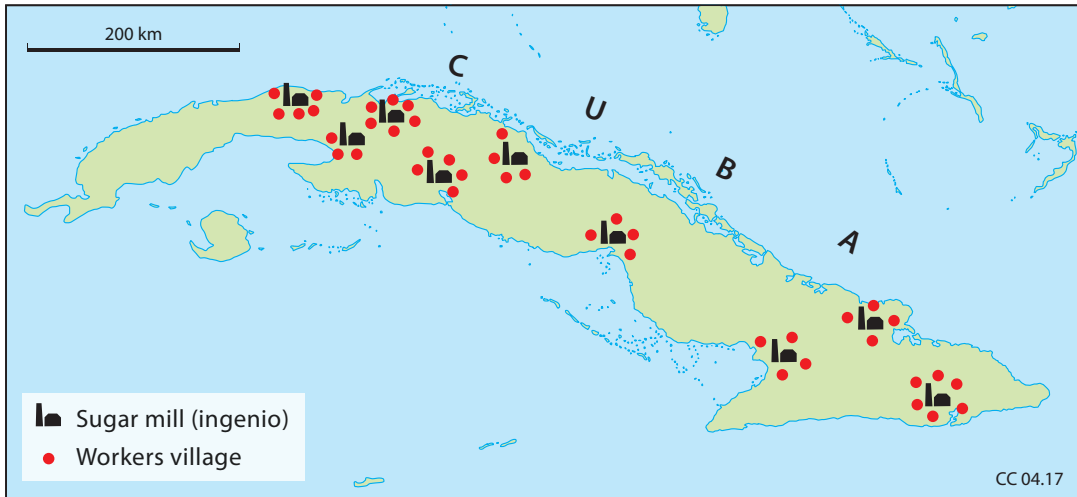 200 km
C
U
B
A
Sugar mill (ingenio)
Workers village
CC 04.17